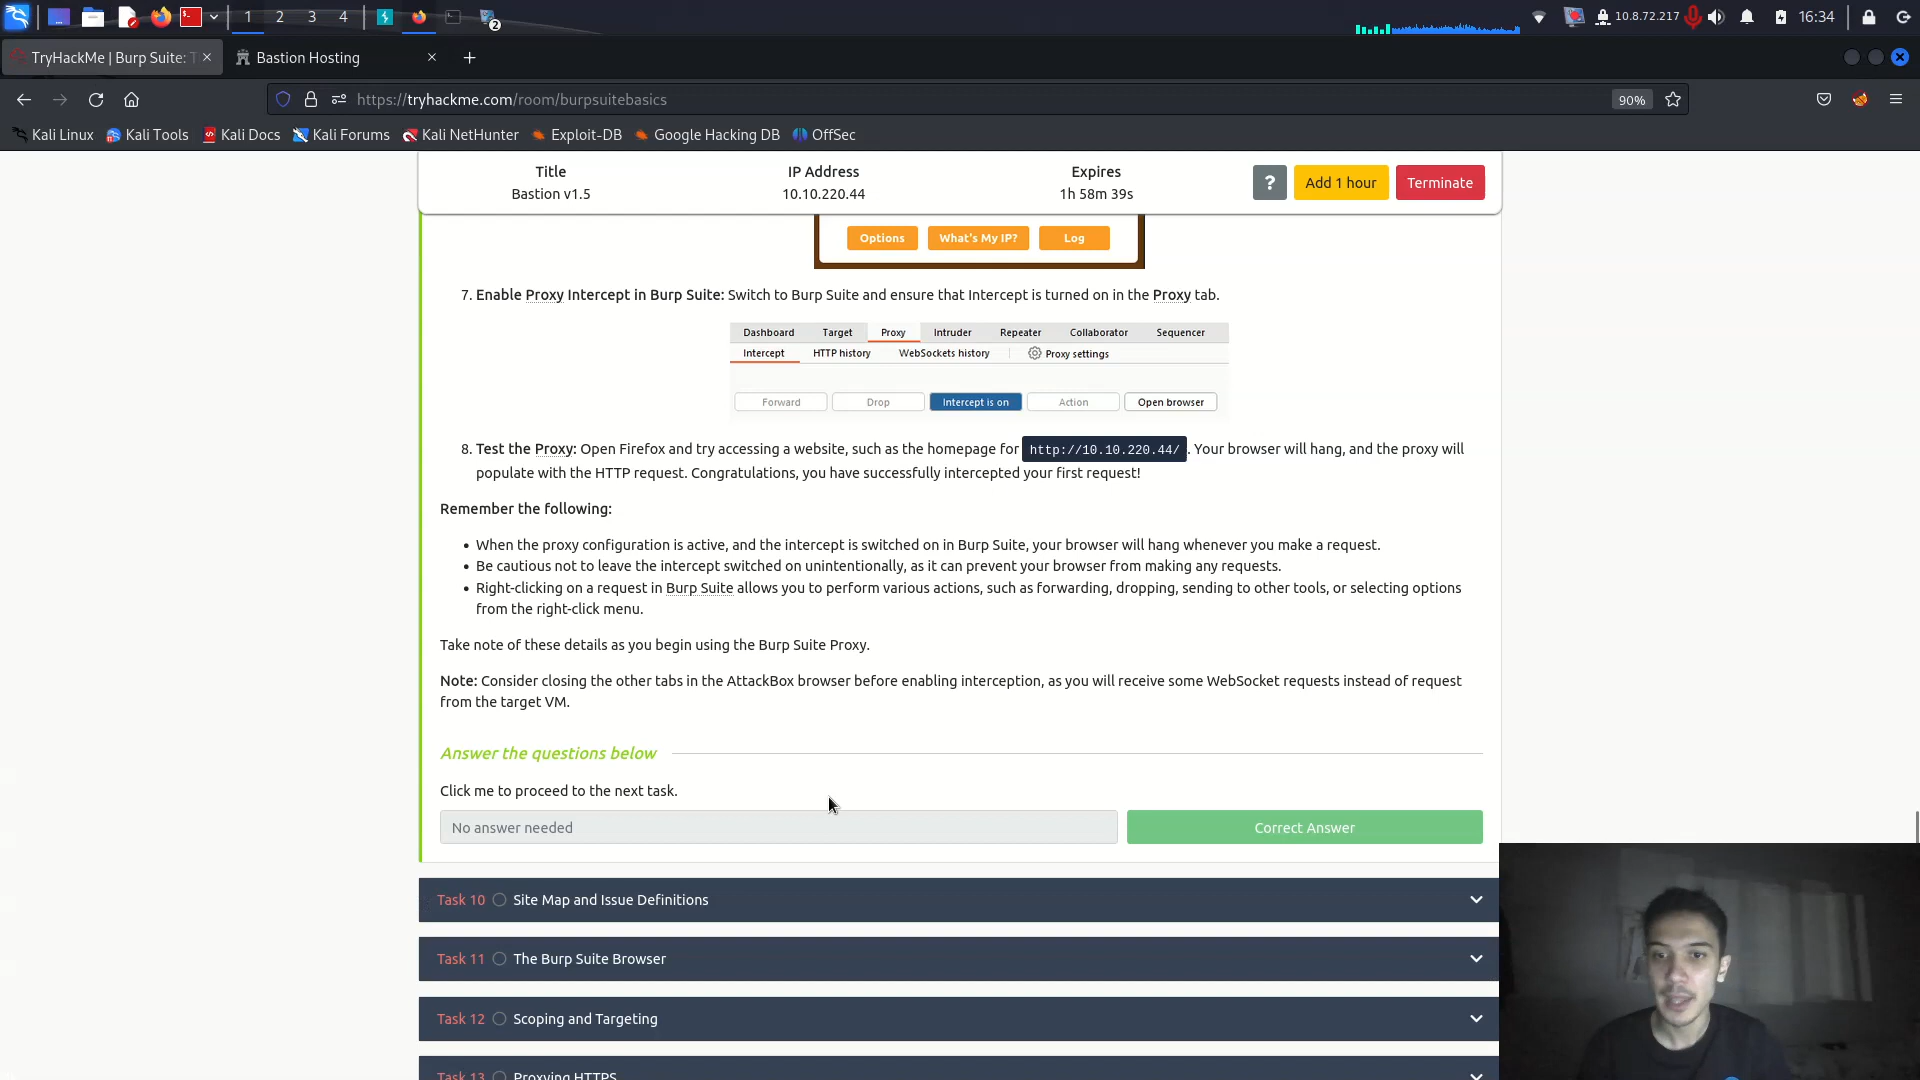 1 2 3 4 2 10.8.72.217 16:34
TryHackMe | Burp Suite: T
Bastion Hosting
https://tryhackme.com/room/burpsuitebasics 90%
Kali Linux Kali Tools Kali Docs Kali Forums Kali NetHunter Exploit-DB Google Hacking DB OffSec
Title IP Address Expires
Bastion v1.5 10.10.220.44 1h 58m 39s
? Add 1 hour Terminate
Options What's My IP? Log
7. Enable Proxy Intercept in Burp Suite: Switch to Burp Suite and ensure that Intercept is turned on in the Proxy tab.
Dashboard Target Proxy Intruder Repeater Collaborator Sequencer
Intercept HTTP history WebSockets history Proxy settings
Forward Drop Intercept is on Action Open browser
8. Test the Proxy: Open Firefox and try accessing a website, such as the homepage for http://10.10.220.44/ . Your browser will hang, and the proxy will
populate with the HTTP request. Congratulations, you have successfully intercepted your first request!
Remember the following:
• When the proxy configuration is active, and the intercept is switched on in Burp Suite, your browser will hang whenever you make a request.
• Be cautious not to leave the intercept switched on unintentionally, as it can prevent your browser from making any requests.
• Right-clicking on a request in Burp Suite allows you to perform various actions, such as forwarding, dropping, sending to other tools, or selecting options
from the right-click menu.
Take note of these details as you begin using the Burp Suite Proxy.
Note: Consider closing the other tabs in the AttackBox browser before enabling interception, as you will receive some WebSocket requests instead of request
from the target VM.
Answer the questions below
Click me to proceed to the next task.
No answer needed Correct Answer
Task 10 Site Map and Issue Definitions
Task 11 The Burp Suite Browser
Task 12 Scoping and Targeting
Task 13 Proxying HTTPS